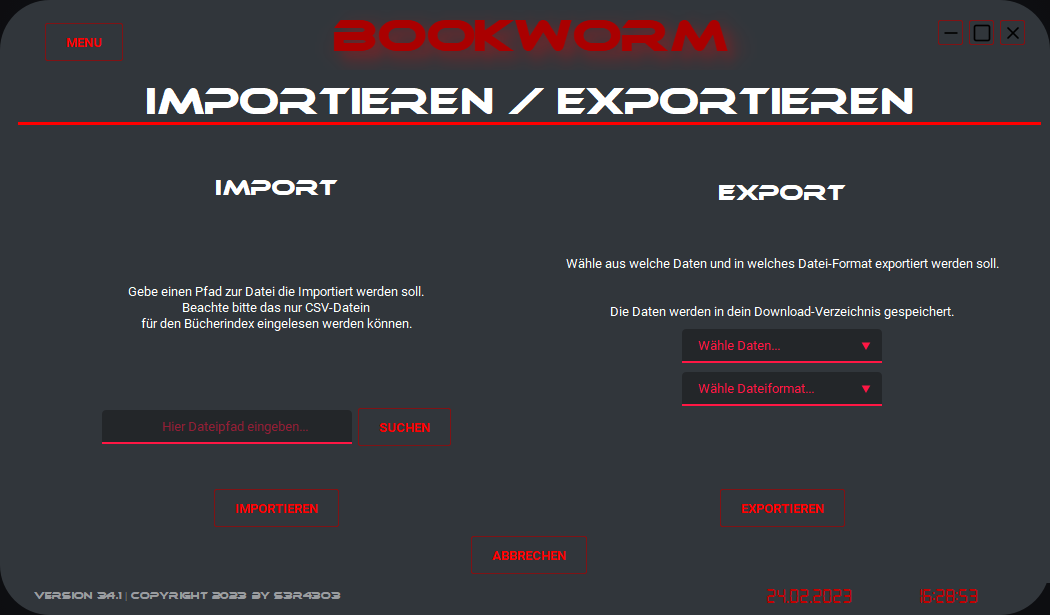 MENU
BOOKWORM
IMPORTIEREN / EXPORTIEREN
IMPORT
Gebe einen Pfad zur Datei die Importiert werden soll.
Beachte bitte das nur CSV-Datein
für den Bücherindex eingelesen werden können.
Hier Dateipfad eingeben...
SUCHEN
IMPORTIEREN
EXPORT
Wähle aus welche Daten und in welches Datei-Format exportiert werden soll.
Die Daten werden in dein Download-Verzeichnis gespeichert.
Wähle Daten...
Wähle Dateiformat...
EXPORTIEREN
ABBRECHEN
VERSION 3.4.1 | COPYRIGHT 2023 BY S3R43O3
24.02.2023
16:28:53